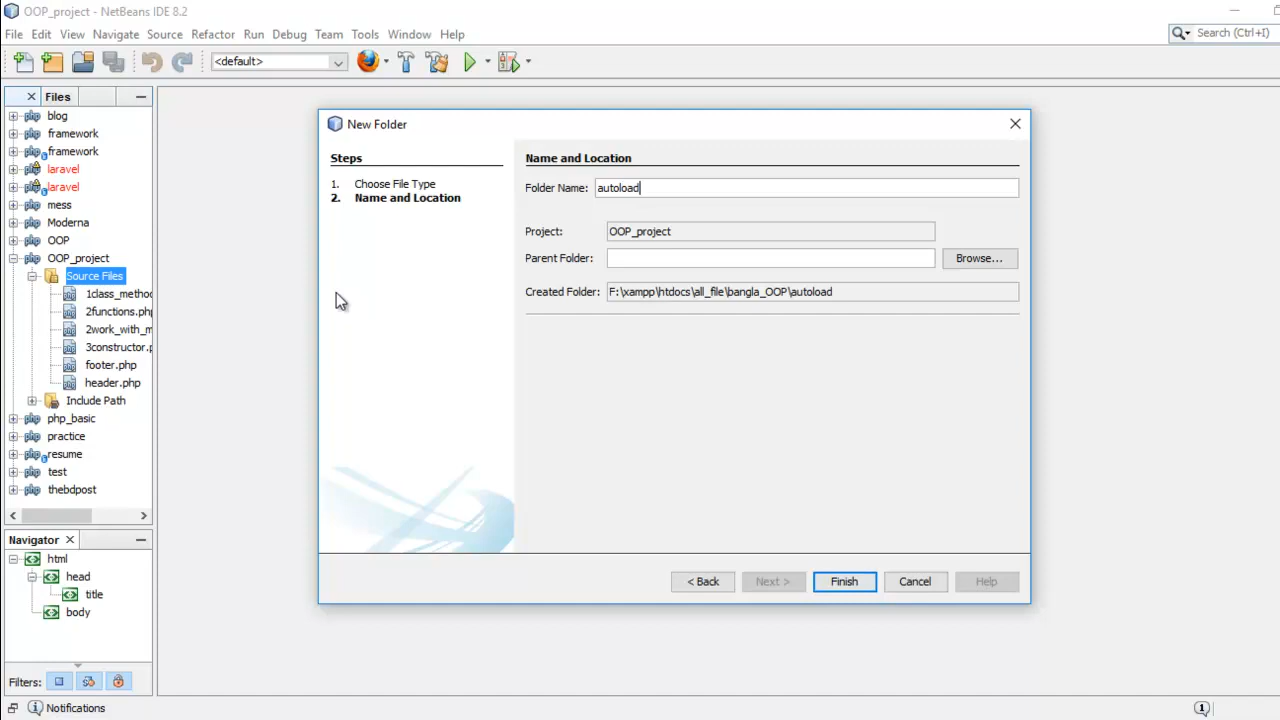 OOP_project - NetBeans IDE 8.2
File Edit View Navigate Source Refactor Run Debug Team Tools Window Help
Search (Ctrl+I)
<default>
Files
blog
framework
framework
laravel
laravel
mess
Moderna
OOP
OOP_project
Source Files
1class_metho
2functions.php
2work_with_m
3constructor.p
footer.php
header.php
Include Path
php_basic
practice
resume
test
thebdpost
Navigator
html
head
title
body
Filters:
Notifications
1
New Folder
Steps
1. Choose File Type
2. Name and Location
Name and Location
Folder Name: autoload
Project: OOP_project
Parent Folder: Browse...
Created Folder: F:\xampp\htdocs\all_file\bangla_OOP\autoload
< Back Next > Finish Cancel Help